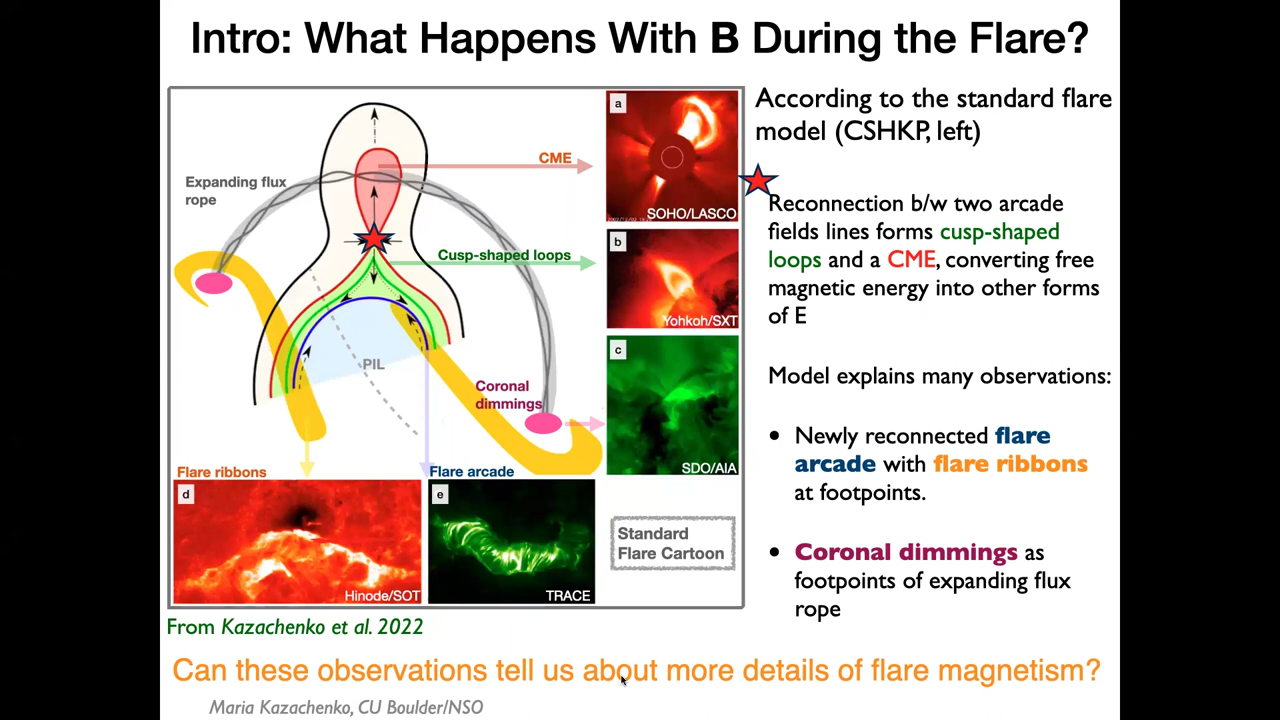 Intro: What Happens With B During the Flare?
Expanding flux
rope
CME
Cusp-shaped loops
PIL
Coronal
dimmings
Flare ribbons
Flare arcade
a
SOHO/LASCO
b
Yohkoh/SXT
c
SDO/AIA
d
Hinode/SOT
e
TRACE
Standard
Flare Cartoon
From Kazachenko et al. 2022
According to the standard flare
model (CSHKP, left)
Reconnection b/w two arcade
fields lines forms cusp-shaped
loops and a CME, converting free
magnetic energy into other forms
of E
Model explains many observations:
• Newly reconnected flare
arcade with flare ribbons
at footpoints.
• Coronal dimmings as
footpoints of expanding flux
rope
Can these observations tell us about more details of flare magnetism?
Maria Kazachenko, CU Boulder/NSO